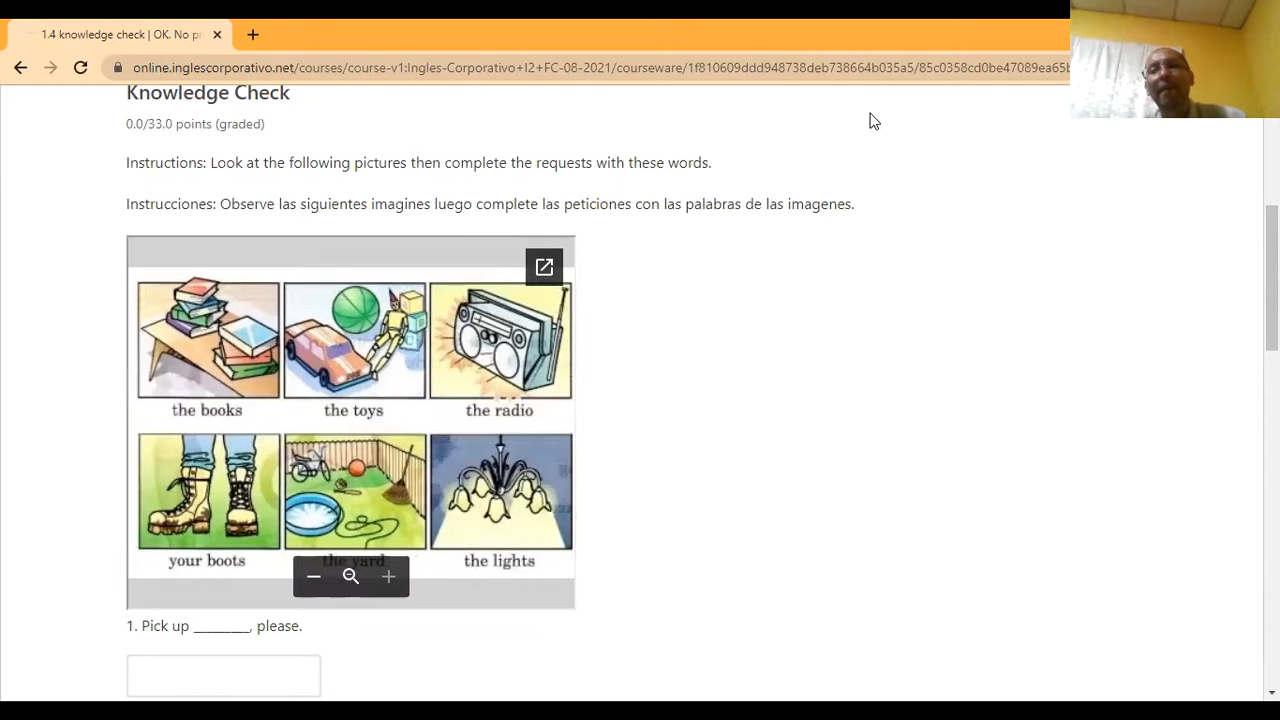 1.4 knowledge check | OK. No pr
online.inglescorporativo.net/courses/course-v1:Ingles-Corporativo+I2+FC-08-2021/courseware/1f810609ddd948738deb738664b035a5/85c0358cd0be47089ea65b
Knowledge Check
0.0/33.0 points (graded)
Instructions: Look at the following pictures then complete the requests with these words.
Instrucciones: Observe las siguientes imagines luego complete las peticiones con las palabras de las imagenes.
the books the toys the radio
your boots the yard the lights
1. Pick up ________, please.